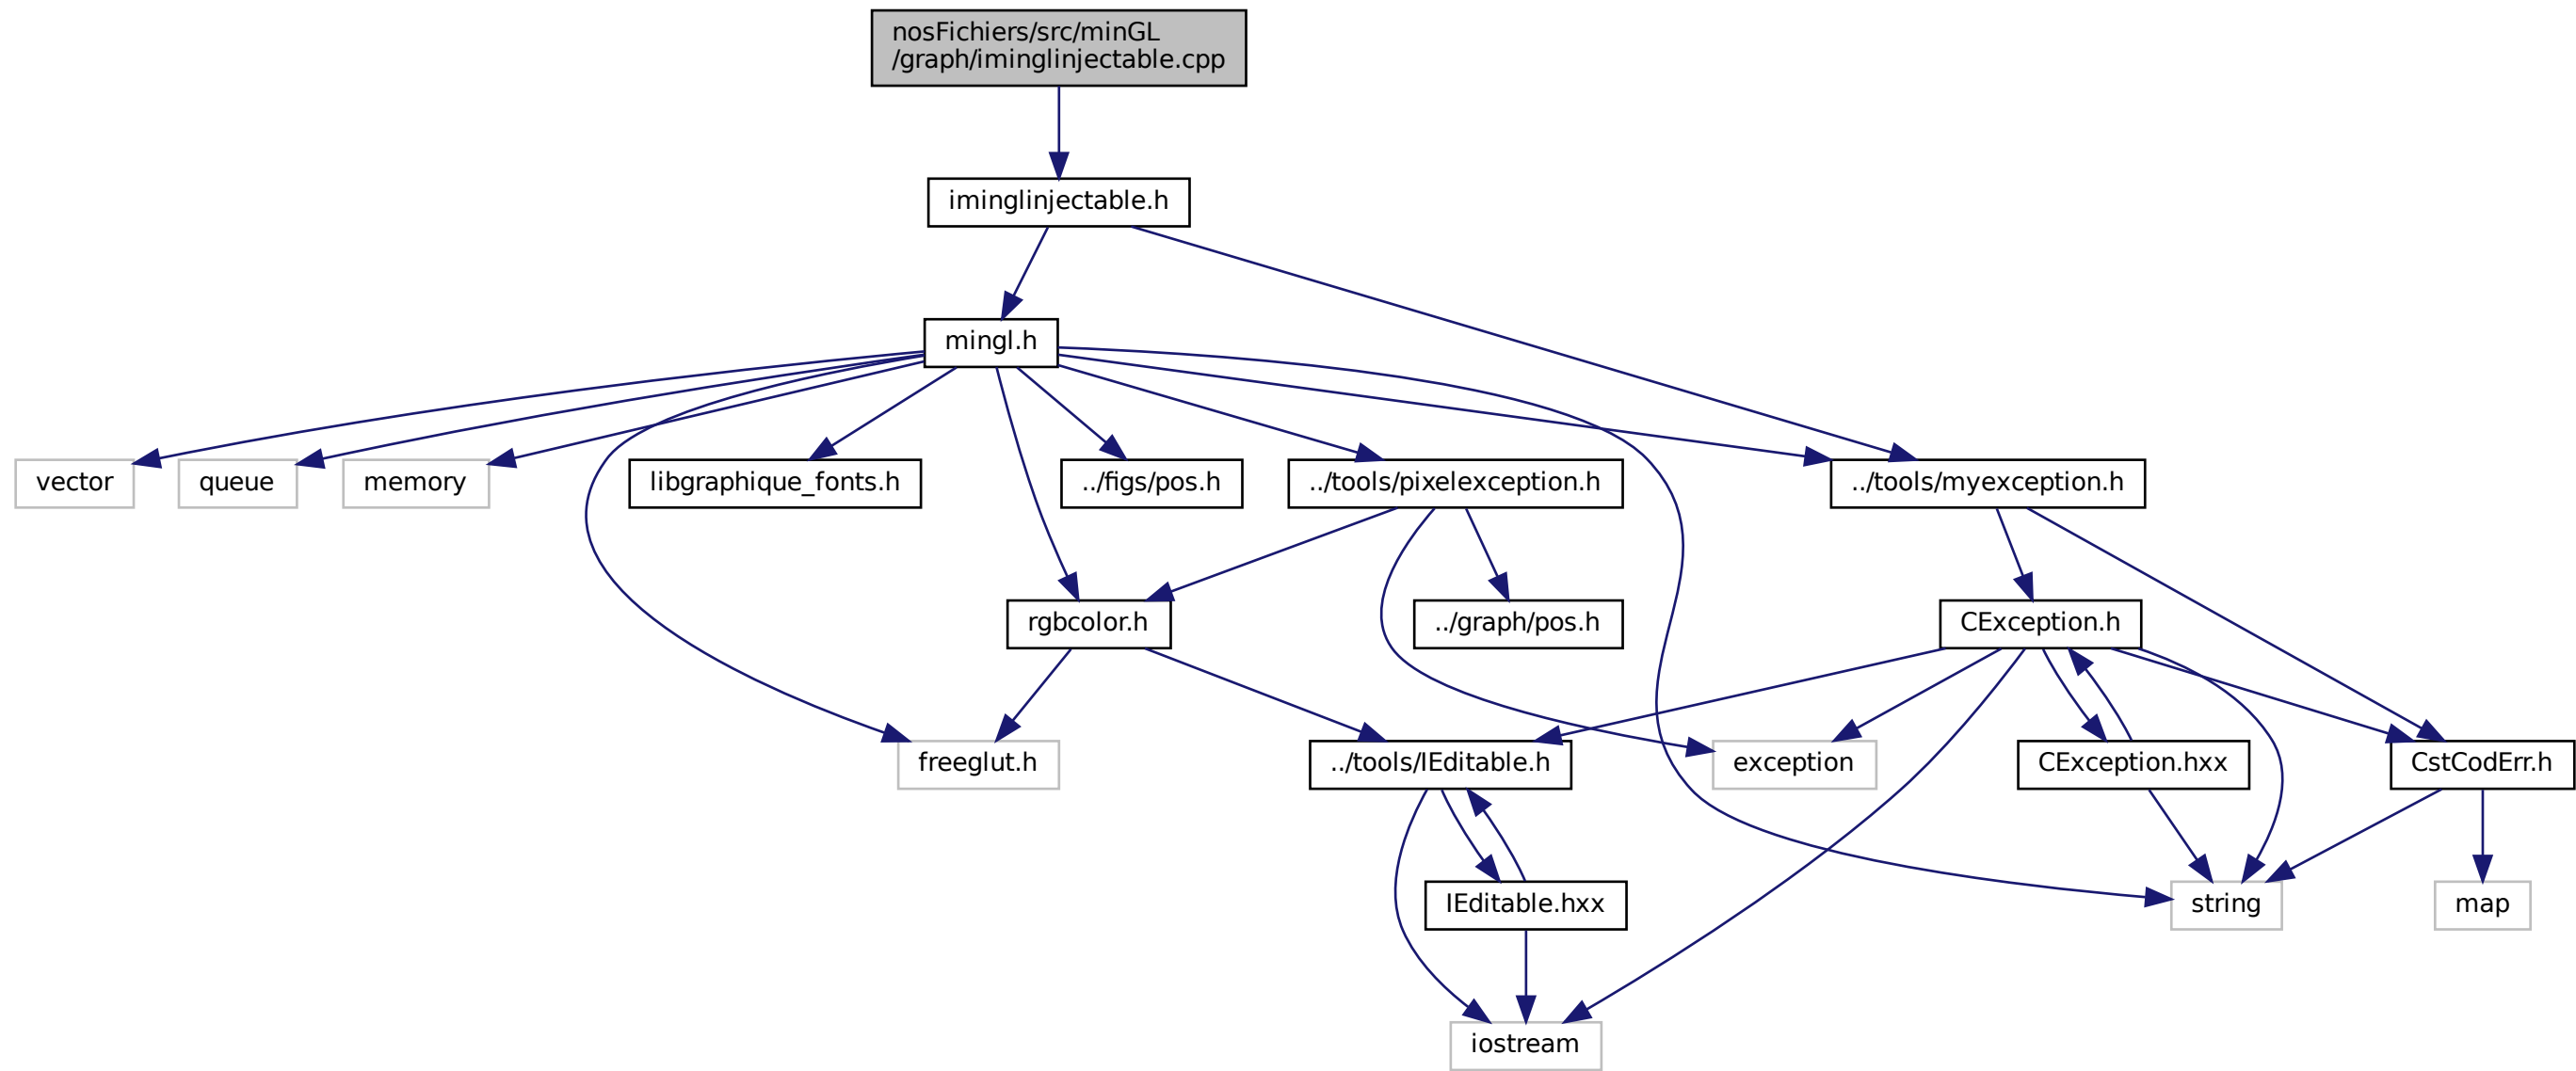 nosFichiers/src/minGL
/graph/iminglinjectable.cpp
iminglinjectable.h
mingl.h
vector
queue
memory
libgraphique_fonts.h
../figs/pos.h
../tools/pixelexception.h
../tools/myexception.h
rgbcolor.h
../graph/pos.h
CException.h
freeglut.h
../tools/IEditable.h
exception
CException.hxx
CstCodErr.h
IEditable.hxx
string
map
iostream